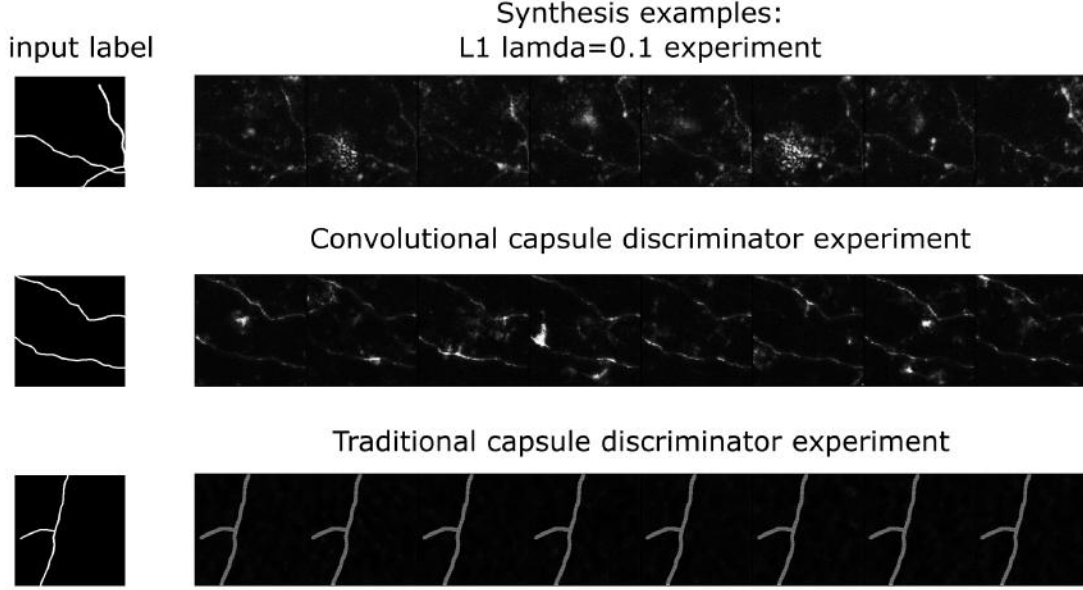 Synthesis examples:
input label
L1 lamda=0.1 experiment
Convolutional capsule discriminator experiment
Traditional capsule discriminator experiment